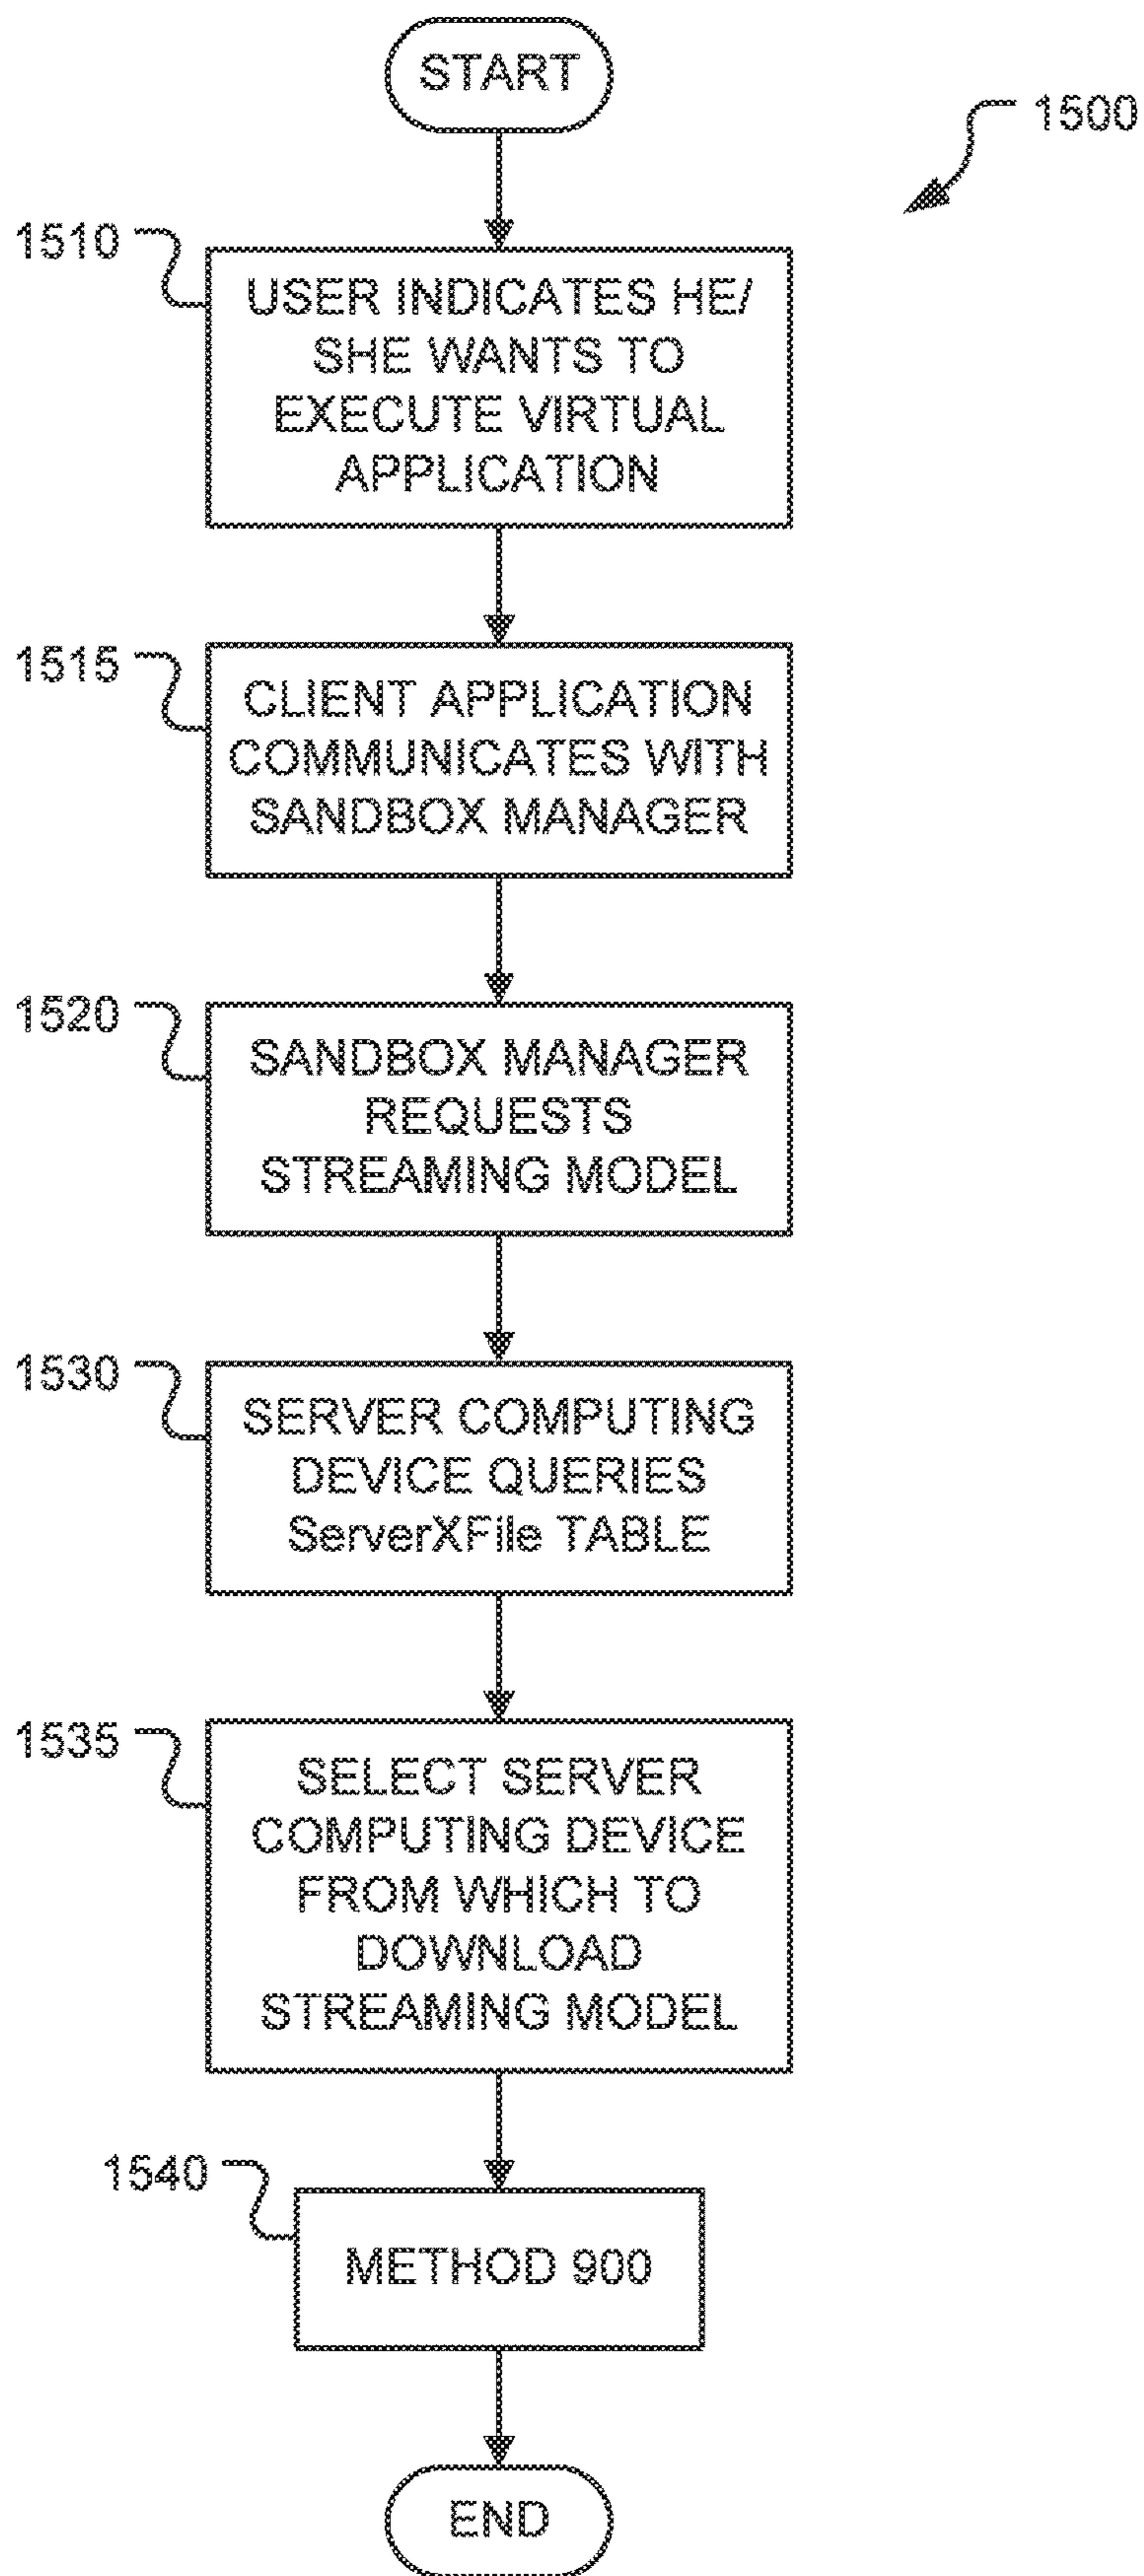 START
1500
1510
USER INDICATES HE/
SHE WANTS TO
EXECUTE VIRTUAL
APPLICATION
1515
CLIENT APPLICATION
COMMUNICATES WITH
SANDBOX MANAGER
1520
SANDBOX MANAGER
REQUESTS
STREAMING MODEL
1530
SERVER COMPUTING
DEVICE QUERIES
ServerXFile TABLE
1535
SELECT SERVER
COMPUTING DEVICE
FROM WHICH TO
DOWNLOAD
STREAMING MODEL
1540
METHOD 900
END